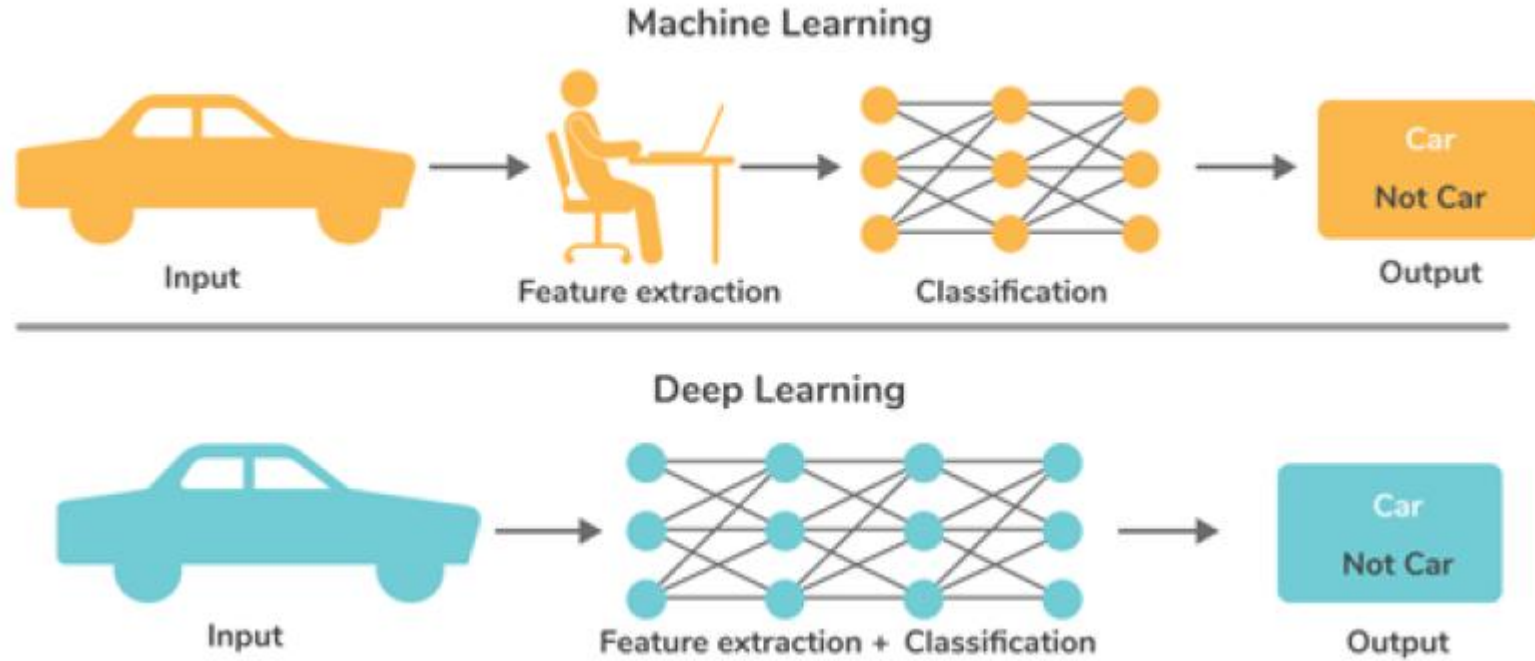 Machine Learning
Car
Not Car
Input
Feature extraction
Classification
Output
Deep Learning
Car
Not Car
Input
Feature extraction + Classification
Output